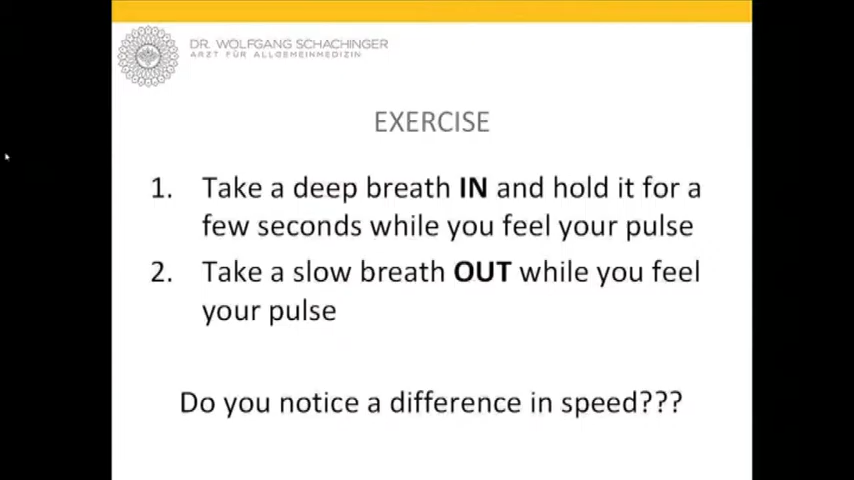 DR. WOLFGANG SCHACHINGER
ARZT FÜR ALLGEMEINMEDIZIN
EXERCISE
1. Take a deep breath IN and hold it for a
few seconds while you feel your pulse
2. Take a slow breath OUT while you feel
your pulse
Do you notice a difference in speed???